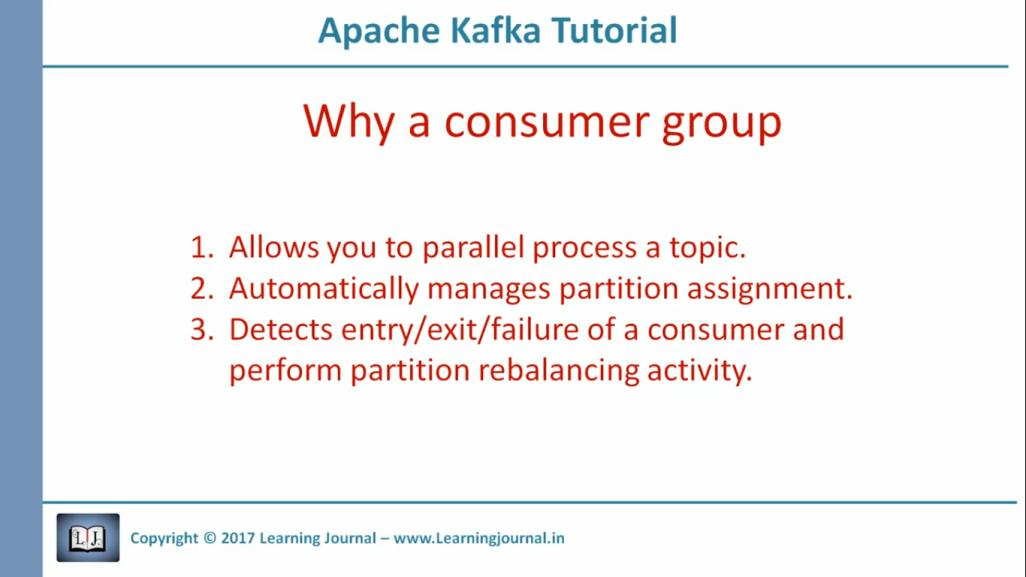 Apache Kafka Tutorial
Why a consumer group
1. Allows you to parallel process a topic.
2. Automatically manages partition assignment.
3. Detects entry/exit/failure of a consumer and
perform partition rebalancing activity.
LJ
Copyright © 2017 Learning Journal – www.Learningjournal.in